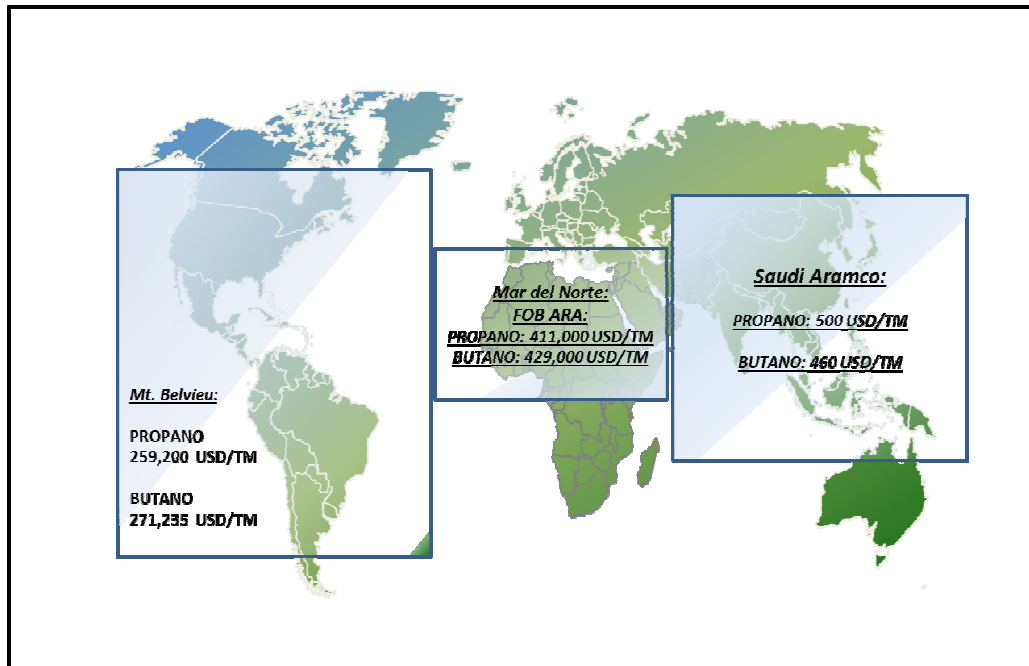 Mt. Belvieu:
PROPANO
259,200 USD/TM
BUTANO
271,235 USD/TM
Mar del Norte:
FOB ARA:
PROPANO: 411,000 USD/TM
BUTANO: 429,000 USD/TM
Saudi Aramco:
PROPANO: 500 USD/TM
BUTANO: 460 USD/TM